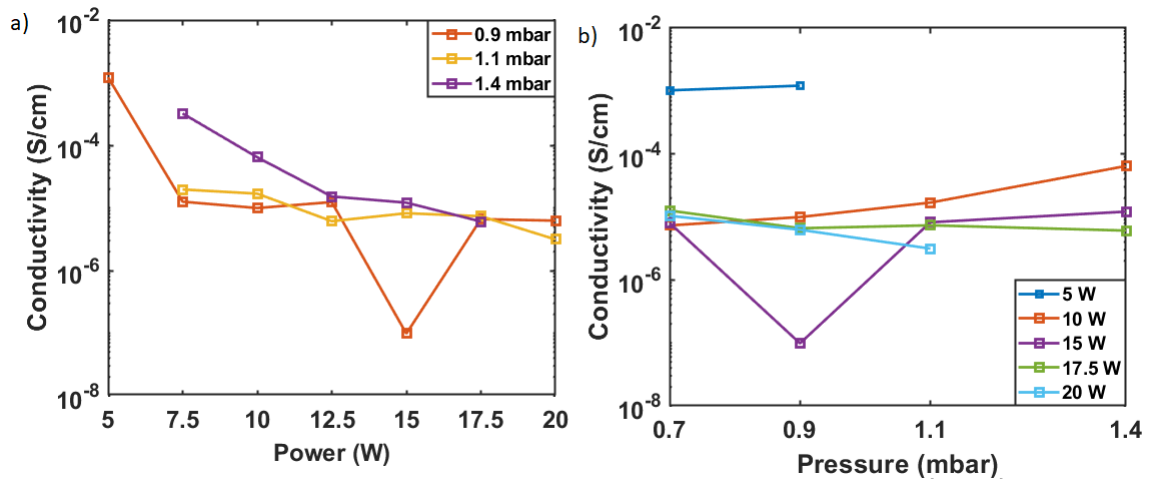 a)
10-2
10-4
10-6
10-8
Conductivity (S/cm)
0.9 mbar
1.1 mbar
1.4 mbar
5 7.5 10 12.5 15 17.5 20
Power (W)
b)
10-2
10-4
10-6
10-8
Conductivity (S/cm)
5 W
10 W
15 W
17.5 W
20 W
0.7 0.9 1.1 1.4
Pressure (mbar)